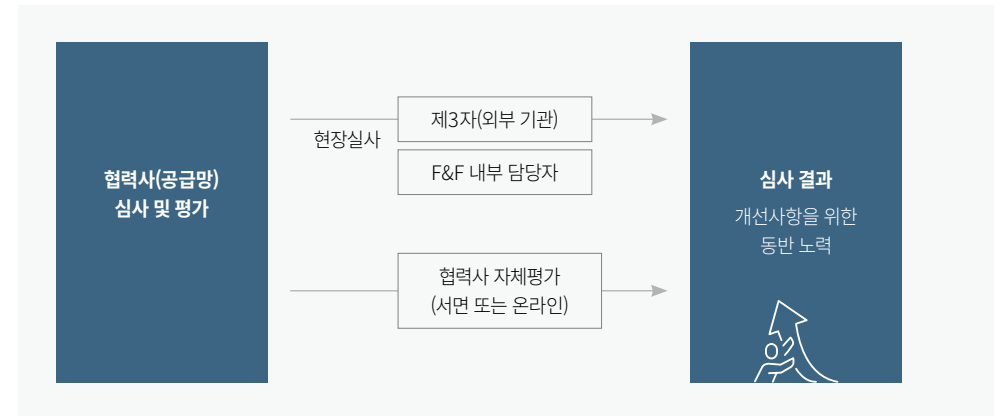 협력사(공급망)
심사 및 평가
현장실사
제3자(외부 기관)
F&F 내부 담당자
협력사 자체평가
(서면 또는 온라인)
심사 결과
개선사항을 위한
동반 노력